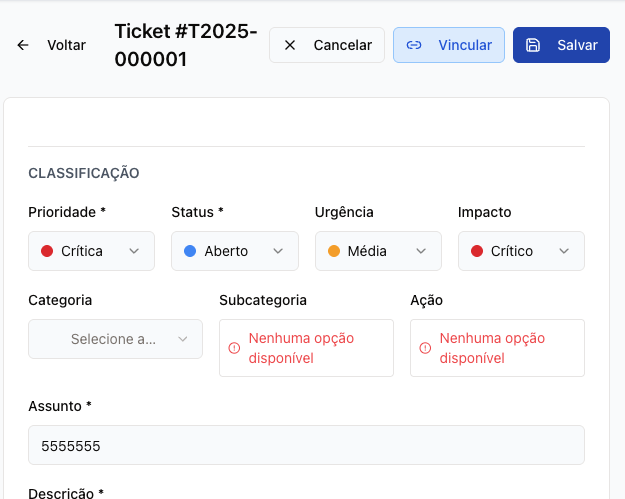 Voltar
Ticket #T2025-
000001
Cancelar
Vincular
Salvar
CLASSIFICAÇÃO
Prioridade * Status * Urgência Impacto
Crítica Aberto Média Crítico
Categoria Subcategoria Ação
Selecione a...
Nenhuma opção
disponível
Nenhuma opção
disponível
Assunto *
5555555
Descrição *